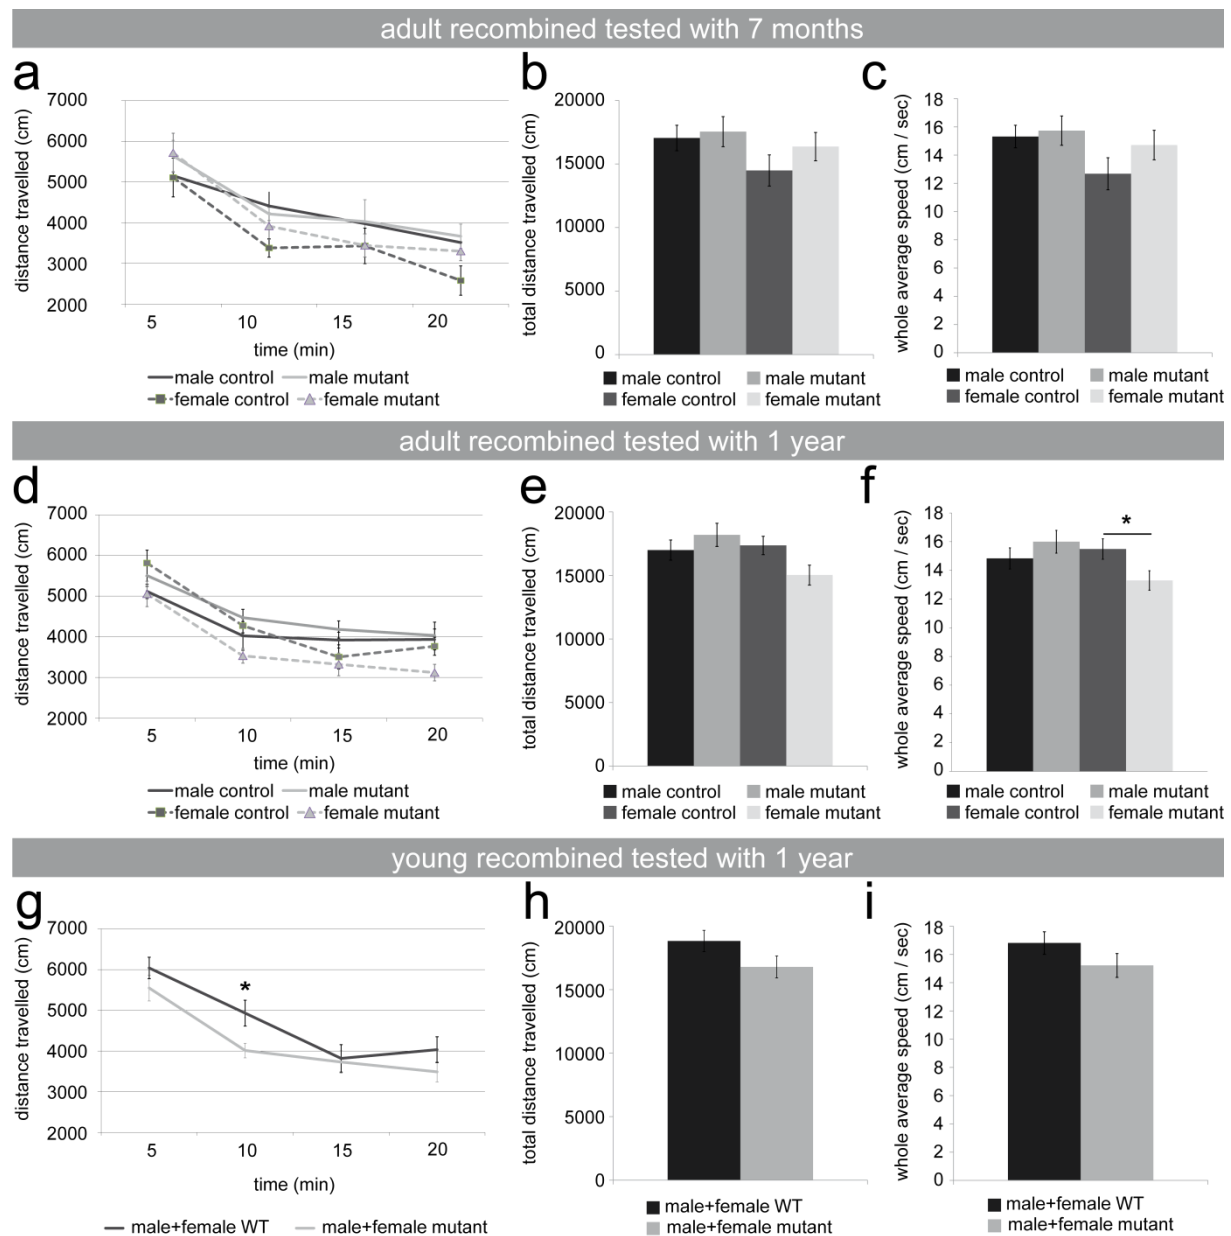 adult recombined tested with 7 months
a
distance travelled (cm)
7000
6000
5000
4000
3000
2000
5 10 15 20
time (min)
male control male mutant
female control female mutant
b
total distance travelled (cm)
20000
15000
10000
5000
0
male control male mutant
female control female mutant
c
whole average speed (cm / sec)
18
16
14
12
10
8
6
4
2
0
male control male mutant
female control female mutant
adult recombined tested with 1 year
d
distance travelled (cm)
7000
6000
5000
4000
3000
2000
5 10 15 20
time (min)
male control male mutant
female control female mutant
e
total distance travelled (cm)
20000
15000
10000
5000
0
male control male mutant
female control female mutant
f
whole average speed (cm / sec)
18
16
14
12
10
8
6
4
2
0
*
male control male mutant
female control female mutant
young recombined tested with 1 year
g
distance travelled (cm)
7000
6000
5000
4000
3000
2000
*
5 10 15 20
time (min)
male+female WT male+female mutant
h
total distance travelled (cm)
20000
15000
10000
5000
0
male+female WT
male+female mutant
i
whole average speed (cm / sec)
18
16
14
12
10
8
6
4
2
0
male+female WT
male+female mutant